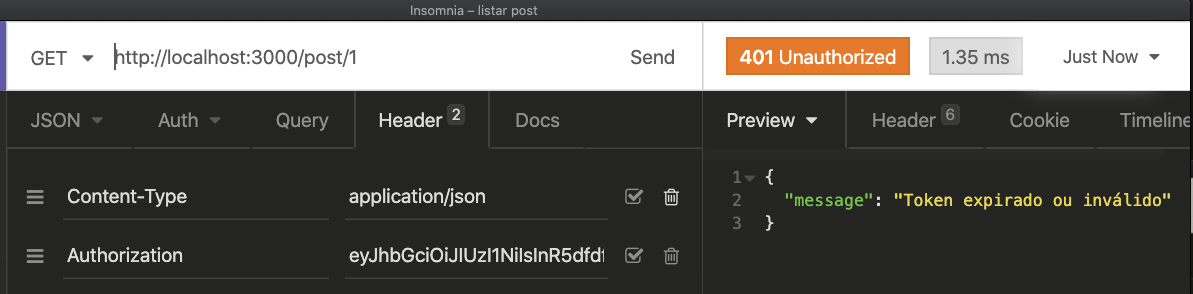 Insomnia – listar post
GET http://localhost:3000/post/1 Send 401 Unauthorized 1.35 ms Just Now
JSON Auth Query Header 2 Docs Preview Header 6 Cookie Timeline
Content-Type application/json
Authorization eyJhbGciOiJIUzI1NiIsInR5dfdf
1 {
2 "message": "Token expirado ou inválido"
3 }